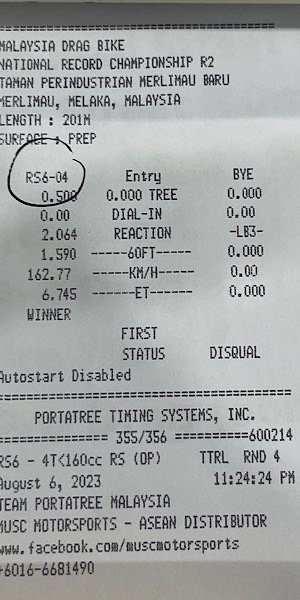 MALAYSIA DRAG BIKE
NATIONAL RECORD CHAMPIONSHIP R2
TAMAN PERINDUSTRIAN MERLIMAU BARU
MERLIMAU, MELAKA, MALAYSIA
LENGTH : 201M
SURFACE : PREP
RS6-04 Entry BYE
0.500 0.000 TREE 0.000
0.00 DIAL-IN 0.00
2.064 REACTION -LB3-
1.590 -----60FT----- 0.000
162.77 -----KM/H----- 0.00
6.745 ------ET----- 0.000
WINNER
FIRST
STATUS DISQUAL
Autostart Disabled
PORTATREE TIMING SYSTEMS, INC.
============ 355/356 ==========600214
RS6 - 4T<160cc RS (OP) TTRL RND 4
August 6, 2023 11:24:24 PM
TEAM PORTATREE MALAYSIA
MUSC MOTORSPORTS - ASEAN DISTRIBUTOR
www.facebook.com/muscmotorsports
+6016-6681490